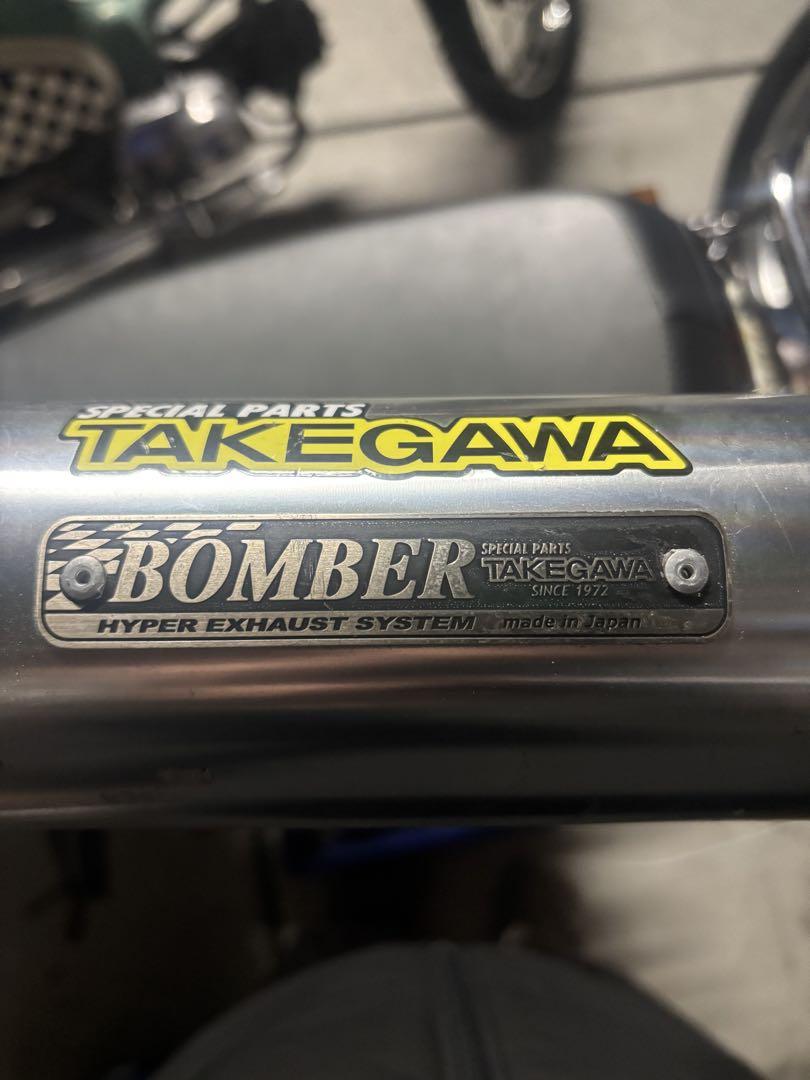 SPECIAL PARTS
TAKEGAWA
BOMBER
SPECIAL PARTS
TAKEGAWA
SINCE 1972
HYPER EXHAUST SYSTEM made in Japan